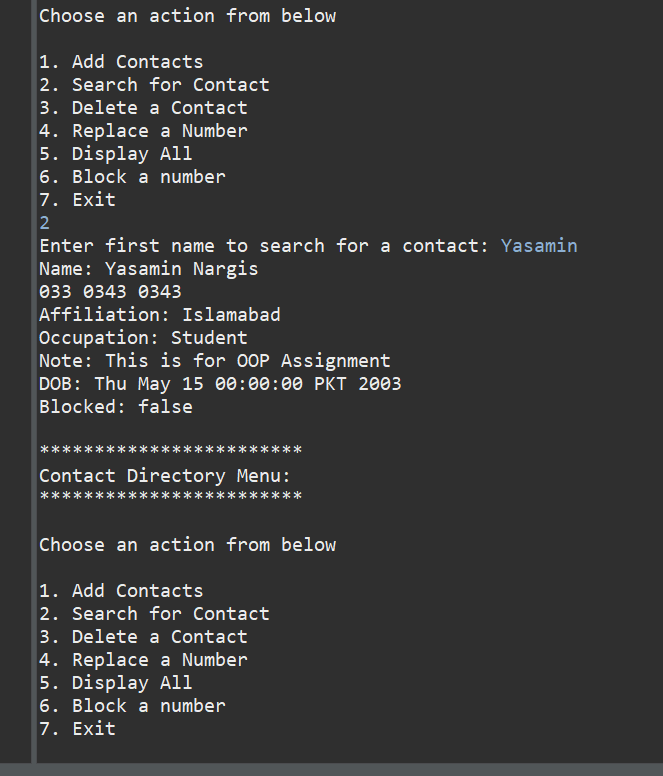 Choose an action from below
1. Add Contacts
2. Search for Contact
3. Delete a Contact
4. Replace a Number
5. Display All
6. Block a number
7. Exit
2
Enter first name to search for a contact: Yasamin
Name: Yasamin Nargis
033 0343 0343
Affiliation: Islamabad
Occupation: Student
Note: This is for OOP Assignment
DOB: Thu May 15 00:00:00 PKT 2003
Blocked: false
************************
Contact Directory Menu:
************************
Choose an action from below
1. Add Contacts
2. Search for Contact
3. Delete a Contact
4. Replace a Number
5. Display All
6. Block a number
7. Exit